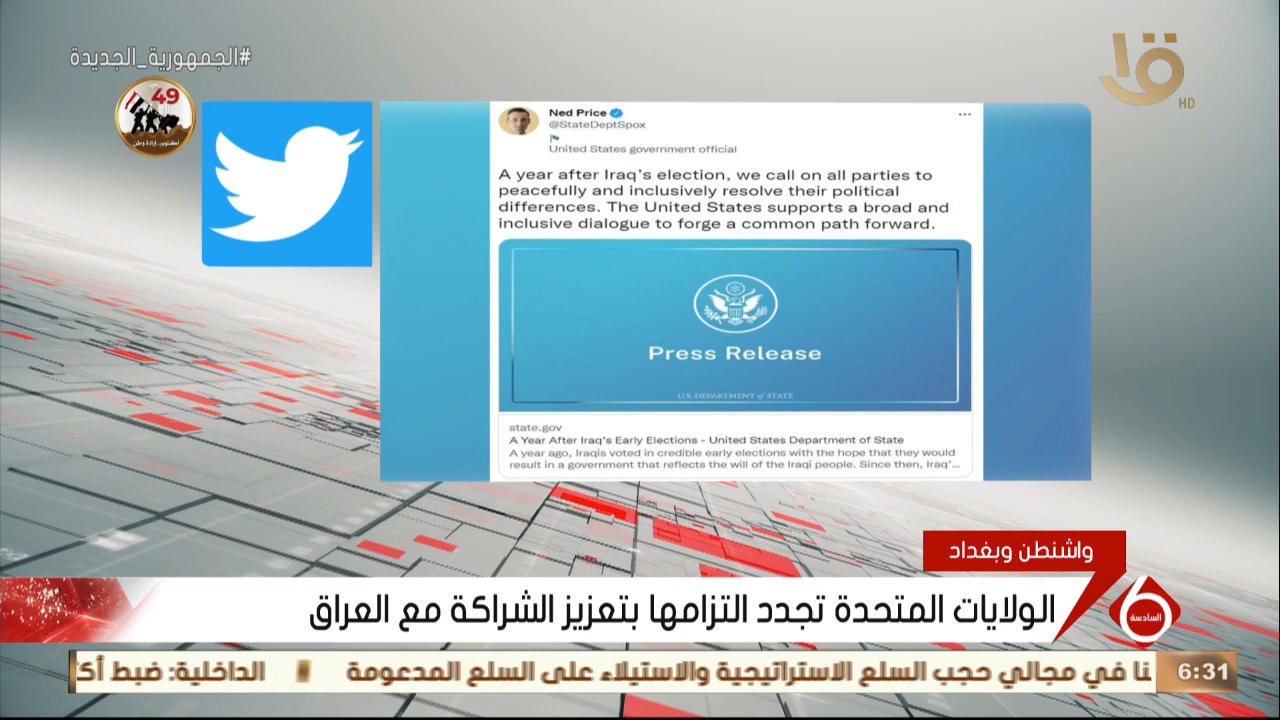 #الجمهورية_الجديدة
HD
49
أكتوبر..إرادة وطن
Ned Price
@StateDeptSpox
United States government official
A year after Iraq's election, we call on all parties to
peacefully and inclusively resolve their political
differences. The United States supports a broad and
inclusive dialogue to forge a common path forward.
Press Release
U.S. DEPARTMENT of STATE
state.gov
A Year After Iraq's Early Elections - United States Department of State
A year ago, Iraqis voted in credible early elections with the hope that they would
result in a government that reflects the will of the Iraqi people. Since then, Iraq'...
واشنطن وبغداد
الولايات المتحدة تجدد التزامها بتعزيز الشراكة مع العراق
السادسة
نا في مجالي حجب السلع الاستراتيجية والاستيلاء على السلع المدعومة
الداخلية: ضبط أك
6:31